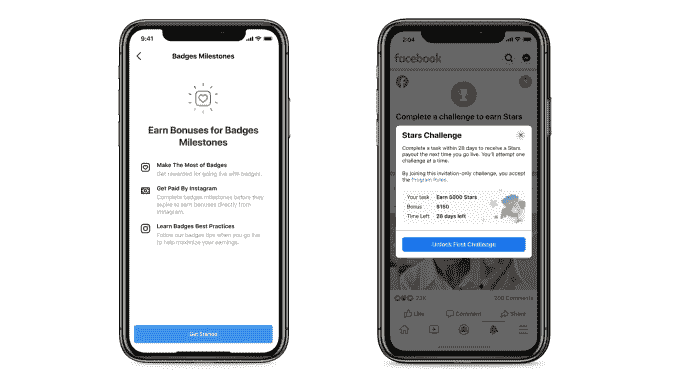 9:41
Badges Milestones
Earn Bonuses for Badges
Milestones
Make The Most of Badges
Get rewarded for going live with badges.
Get Paid By Instagram
Complete badges milestones before they
expire to earn bonuses directly from
Instagram.
Learn Badges Best Practices
Follow our badges tips when you go live
to help maximize your earnings.
Get Started
2:04
facebook
Complete a challenge to earn Stars
Stars Challenge
Complete a task within 28 days to receive a Stars
payout the next time you go live. You'll attempt one
challenge at a time.
By joining this invitation-only challenge, you accept
the Program Rules.
Your task Earn 5000 Stars
Bonus $150
Time Left 28 days left
Unlock First Challenge
Comments
Like
Comment
Share